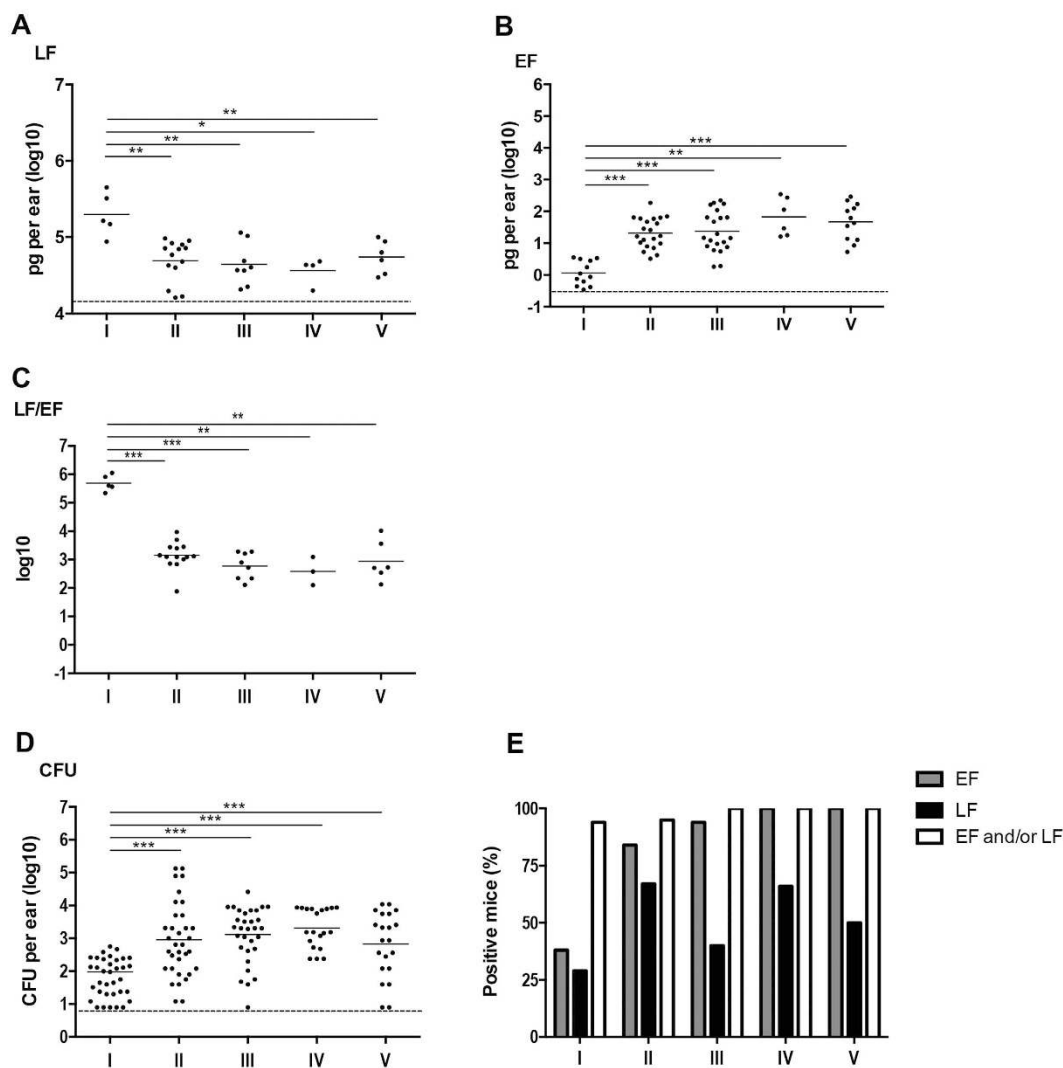 A
LF
7
6
5
4
pg per ear (log10)
**
*
**
**
I II III IV V
B
EF
6
5
4
3
2
1
0
-1
pg per ear (log10)
***
**
***
***
I II III IV V
C
LF/EF
7
6
5
4
3
2
1
0
-1
log10
**
**
***
***
I II III IV V
D
CFU
7
6
5
4
3
2
1
0
CFU per ear (log10)
***
***
***
***
I II III IV V
E
EF
LF
EF and/or LF
100
75
50
25
0
Positive mice (%)
I II III IV V